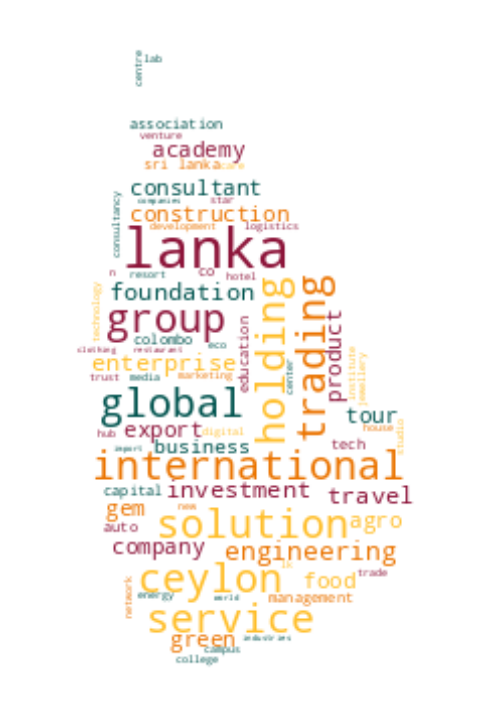 centre
lab
association
venture
academy
sri lanka
care
consultant
companies
star
construction
consultancy
development
logistics
lanka
n
resort
co
hotel
foundation
holding
trading
technology
group
product
education
colombo
eco
clothing
restaurant
enterprise
center
institute
jewellery
trust
media
marketing
global
tour
house
studio
hub
export
digital
tech
import
business
international
capital
investment
travel
gem
new
auto
solution
agro
company
engineering
lk
ceylon
food
trade
network
energy
world
management
service
green
industries
campus
college